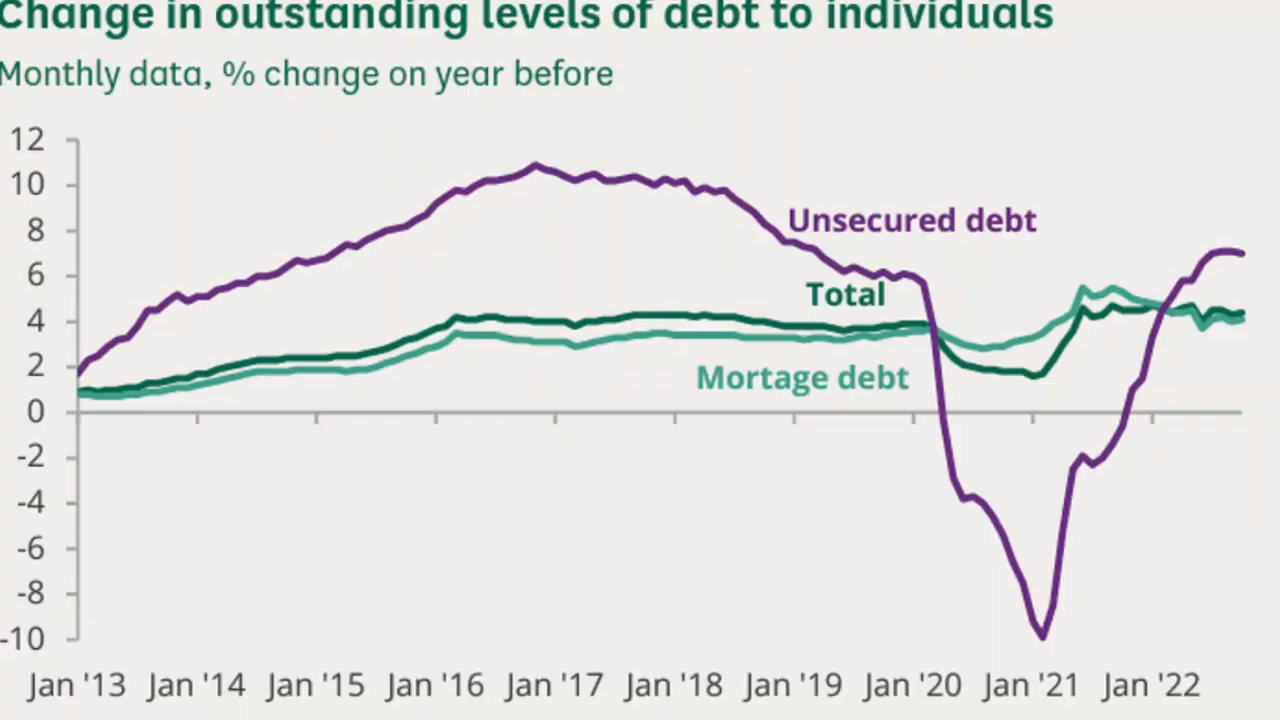 Change in outstanding levels of debt to individuals
Monthly data, % change on year before
12
10
8
6
4
2
0
-2
-4
-6
-8
-10
Unsecured debt
Total
Mortage debt
Jan '13 Jan '14 Jan '15 Jan '16 Jan '17 Jan '18 Jan '19 Jan '20 Jan '21 Jan '22